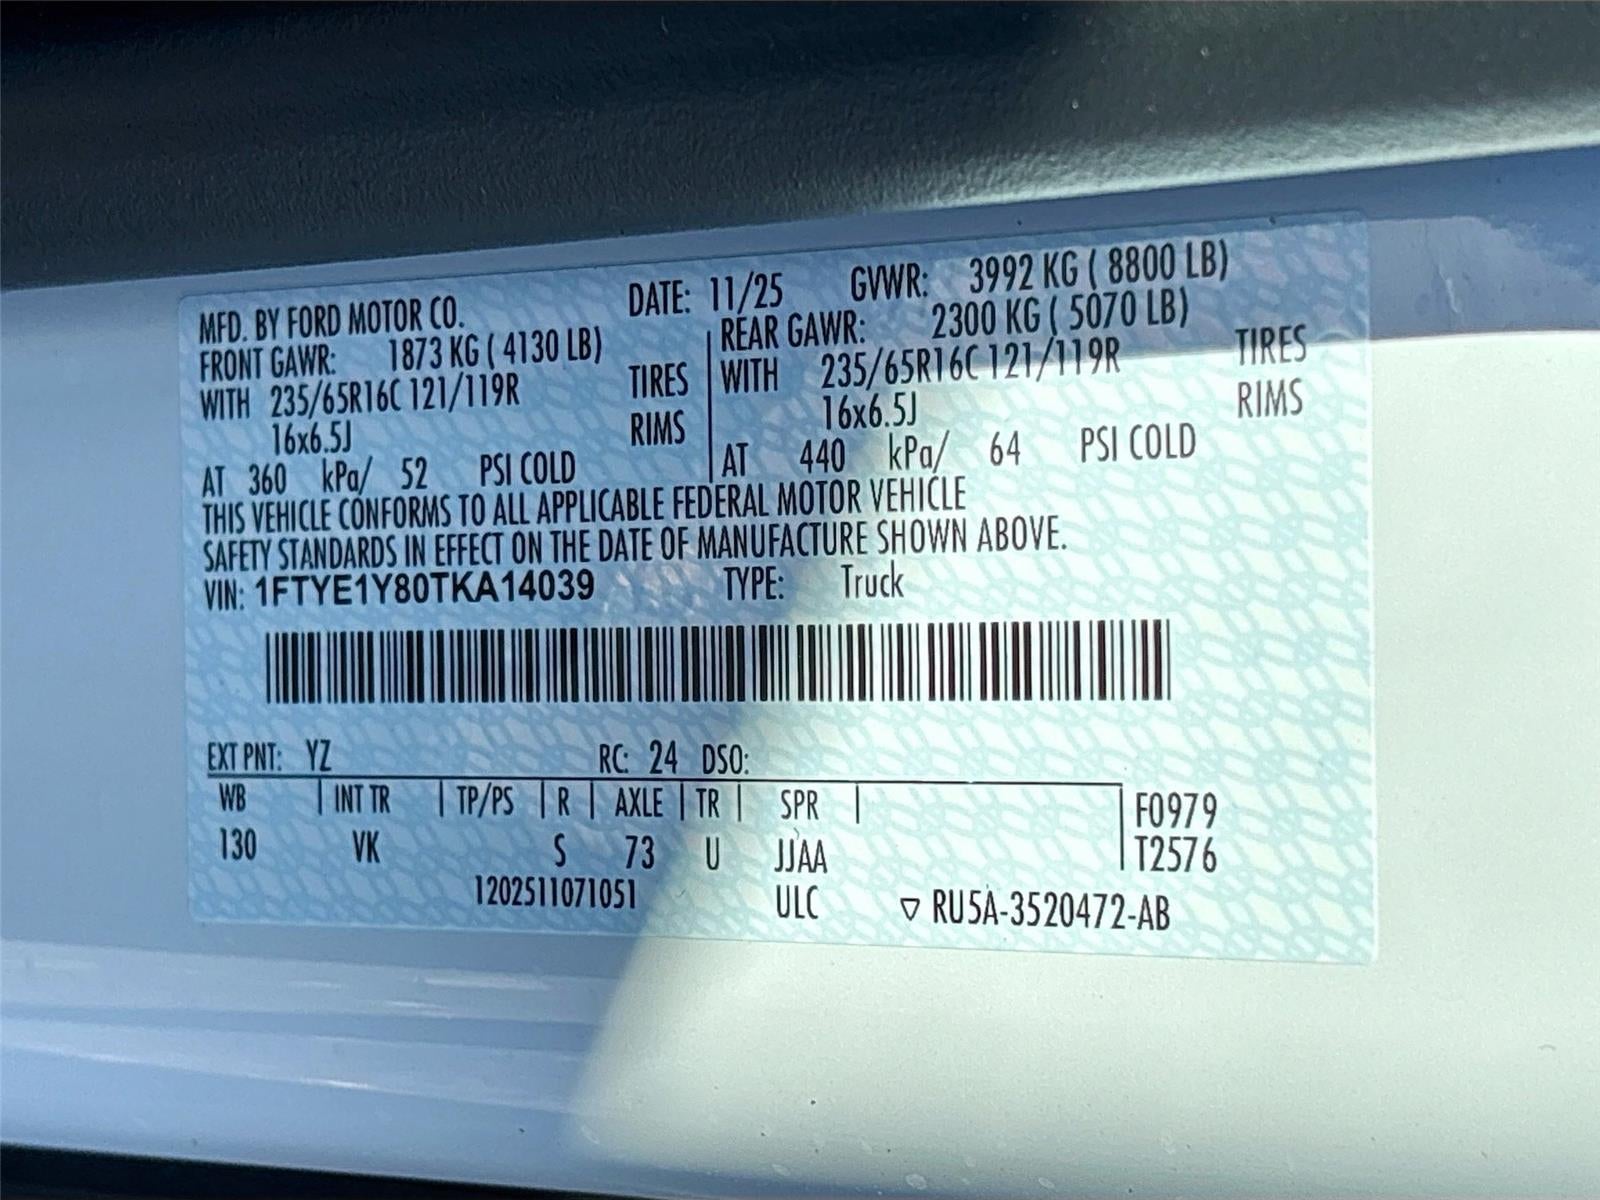 MFD. BY FORD MOTOR CO. DATE: 11/25 GVWR: 3992 KG ( 8800 LB)
FRONT GAWR: 1873 KG ( 4130 LB) REAR GAWR: 2300 KG ( 5070 LB)
WITH 235/65R16C 121/119R TIRES WITH 235/65R16C 121/119R TIRES
16x6.5J RIMS 16x6.5J RIMS
AT 360 kPa/ 52 PSI COLD AT 440 kPa/ 64 PSI COLD
THIS VEHICLE CONFORMS TO ALL APPLICABLE FEDERAL MOTOR VEHICLE
SAFETY STANDARDS IN EFFECT ON THE DATE OF MANUFACTURE SHOWN ABOVE.
VIN: 1FTYE1Y80TKA14039 TYPE: Truck
EXT PNT: YZ RC: 24 DSO:
WB INT TR TP/PS R AXLE TR SPR F0979
130 VK S 73 U JJAA T2576
1202511071051 ULC ▽ RU5A-3520472-AB